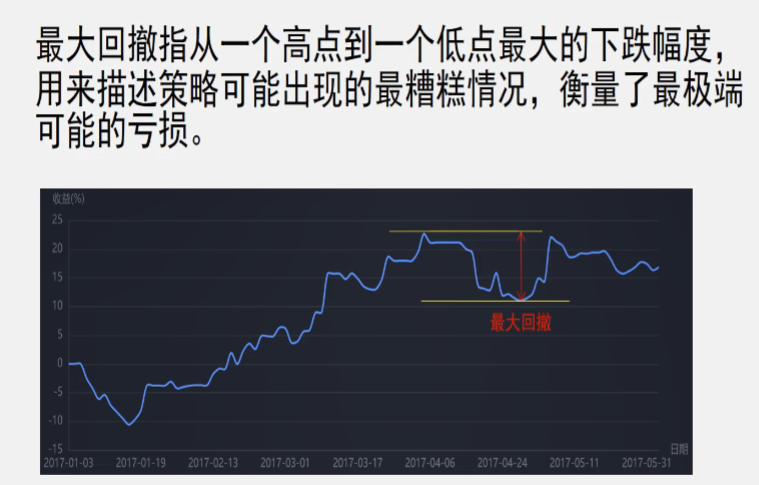 最大回撤指从一个高点到一个低点最大的下跌幅度，
用来描述策略可能出现的最糟糕情况，衡量了最极端
可能的亏损。
收益(%)
25
20
15
10
5
0
-5
-10
-15
最大回撤
日期
2017-01-03 2017-01-19 2017-02-13 2017-03-01 2017-03-17 2017-04-06 2017-04-24 2017-05-11 2017-05-31